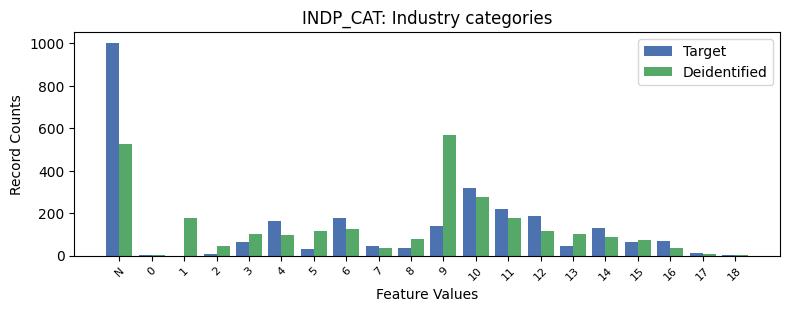 INDP_CAT: Industry categories
Target
Deidentified
Record Counts
1000
800
600
400
200
0
N 0 1 2 3 4 5 6 7 8 9 10 11 12 13 14 15 16 17 18
Feature Values